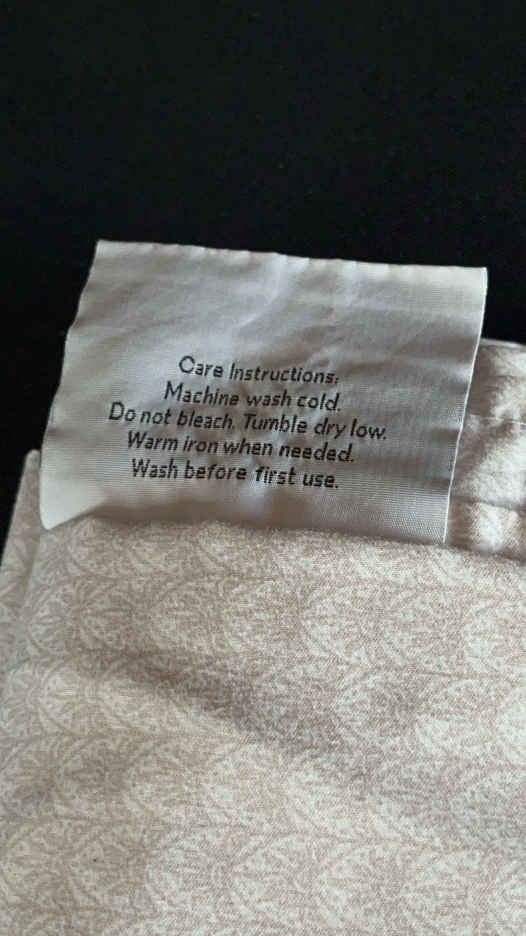 Care Instructions:
Machine wash cold.
Do not bleach. Tumble dry low.
Warm iron when needed.
Wash before first use.